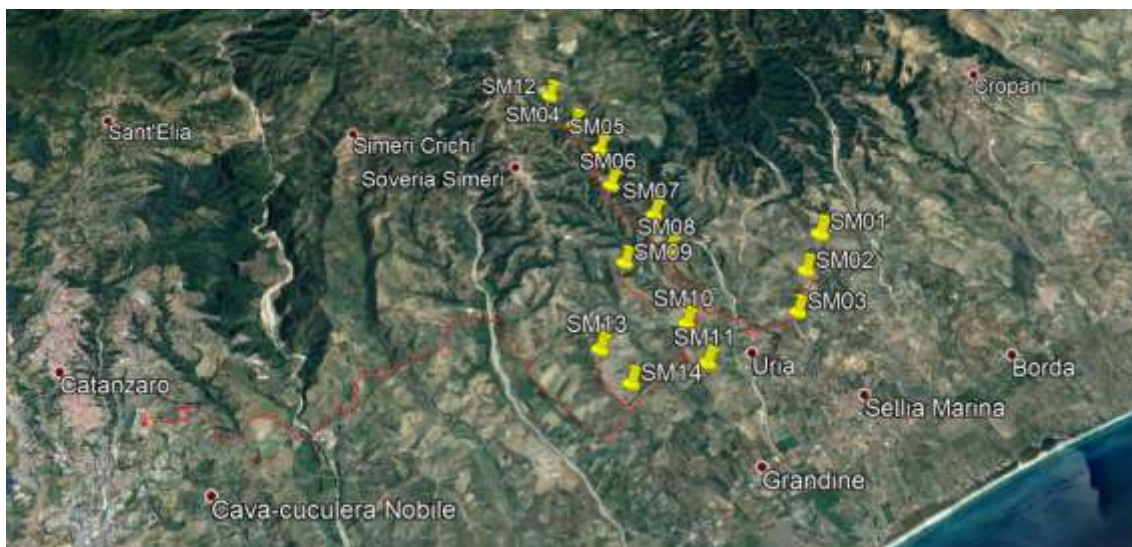 Cropani
SM12
SM04
Sant'Elia
SM05
Simeri Crichi
SM06
Soveria Simeri
SM07
SM08
SM01
SM09
SM02
SM10
SM03
SM13
SM11
Uria
Borda
SM14
Catanzaro
Sellia Marina
Grandine
Cava-cuculera Nobile